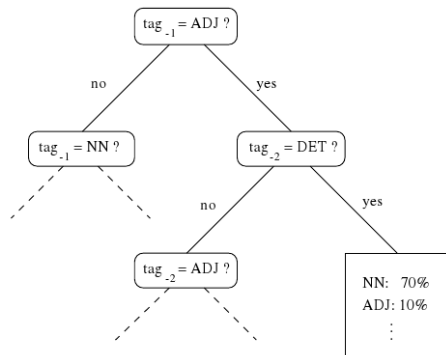 tag-1 = ADJ ?
no
yes
tag-1 = NN ?
tag-2 = DET ?
no
yes
tag-2 = ADJ ?
NN: 70%
ADJ: 10%
⋮